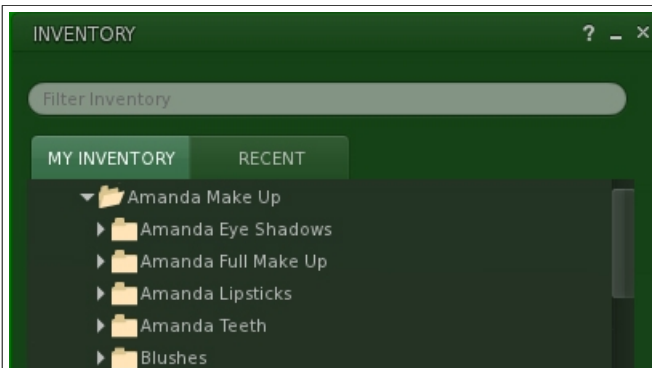 INVENTORY ? _ ×
Filter Inventory
MY INVENTORY RECENT
Amanda Make Up
Amanda Eye Shadows
Amanda Full Make Up
Amanda Lipsticks
Amanda Teeth
Blushes